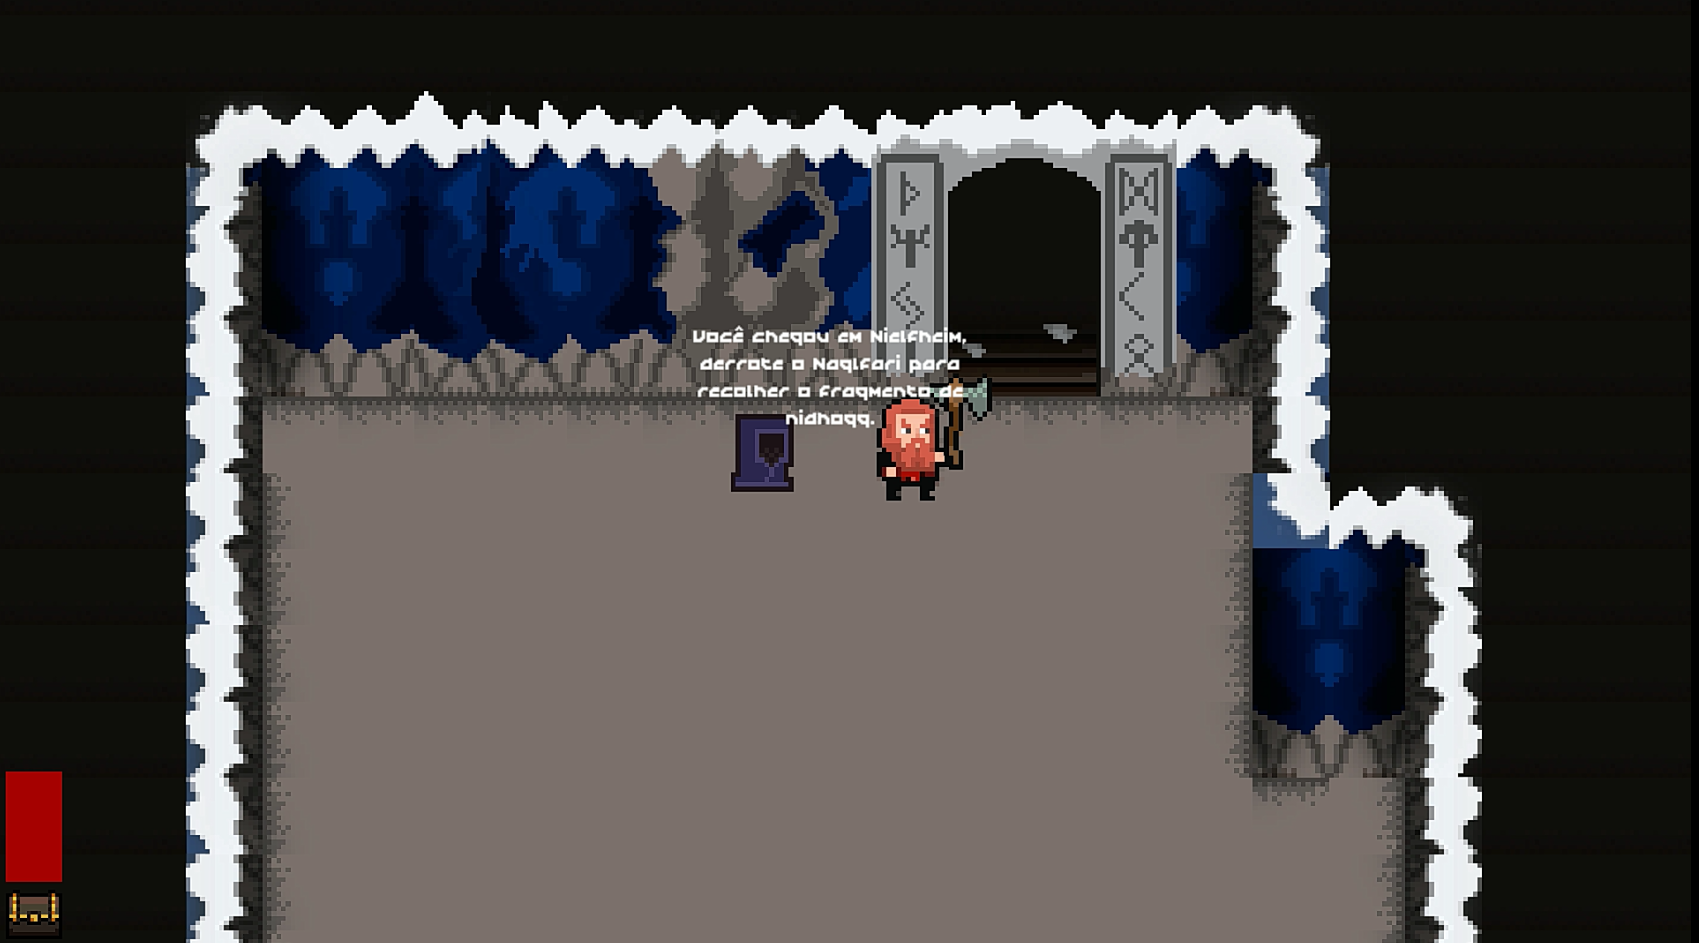 Você chegou em Nielfheim,
derrote o Naglfari para
recolher o fragmento de
nidhogg.